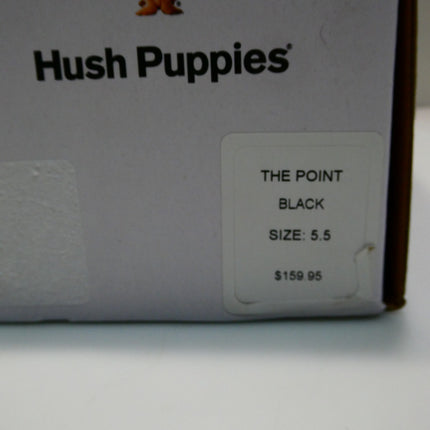 Hush Puppies®
THE POINT
BLACK
SIZE: 5.5
$159.95